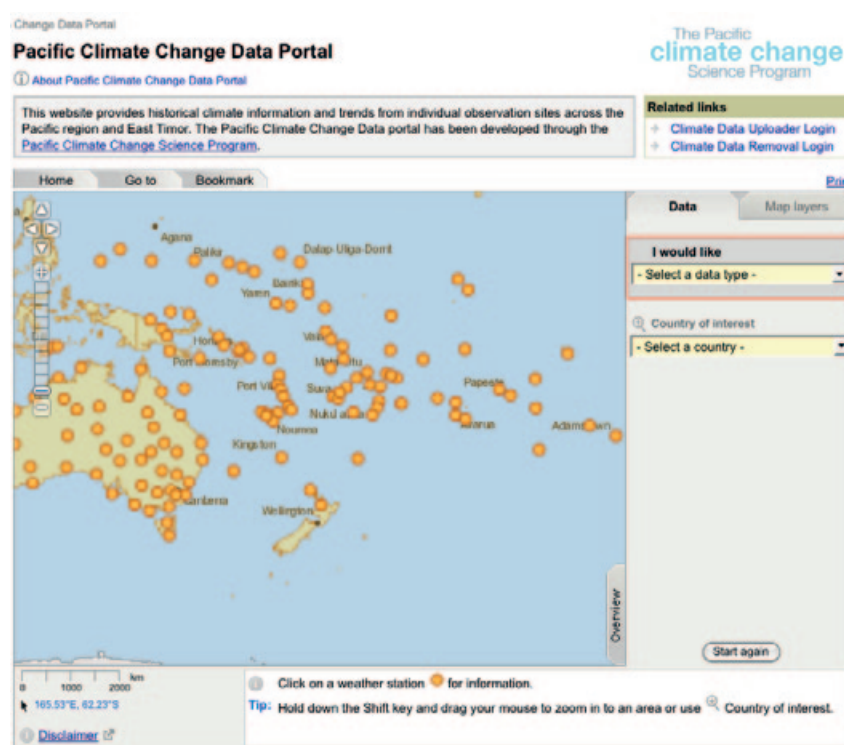 Change Data Portal
Pacific Climate Change Data Portal
About Pacific Climate Change Data Portal
The Pacific
climate change
Science Program
This website provides historical climate information and trends from individual observation sites across the
Pacific region and East Timor. The Pacific Climate Change Data portal has been developed through the
Pacific Climate Change Science Program.
Related links
Climate Data Uploader Login
Climate Data Removal Login
Home Go to Bookmark
Data Map layers
I would like
- Select a data type -
Country of interest
- Select a country -
Agana
Palikir
Dalap-Uliga-Darrit
Yaren
Port Moresby
Port Vila
Suva
Papeete
Noumea
Avarua
Kingston
Canberra
Wellington
Overview
Start again
km
0 1000 2000
165.53°E, 62.23°S
Click on a weather station for information.
Tip: Hold down the Shift key and drag your mouse to zoom in to an area or use Country of interest.
Disclaimer